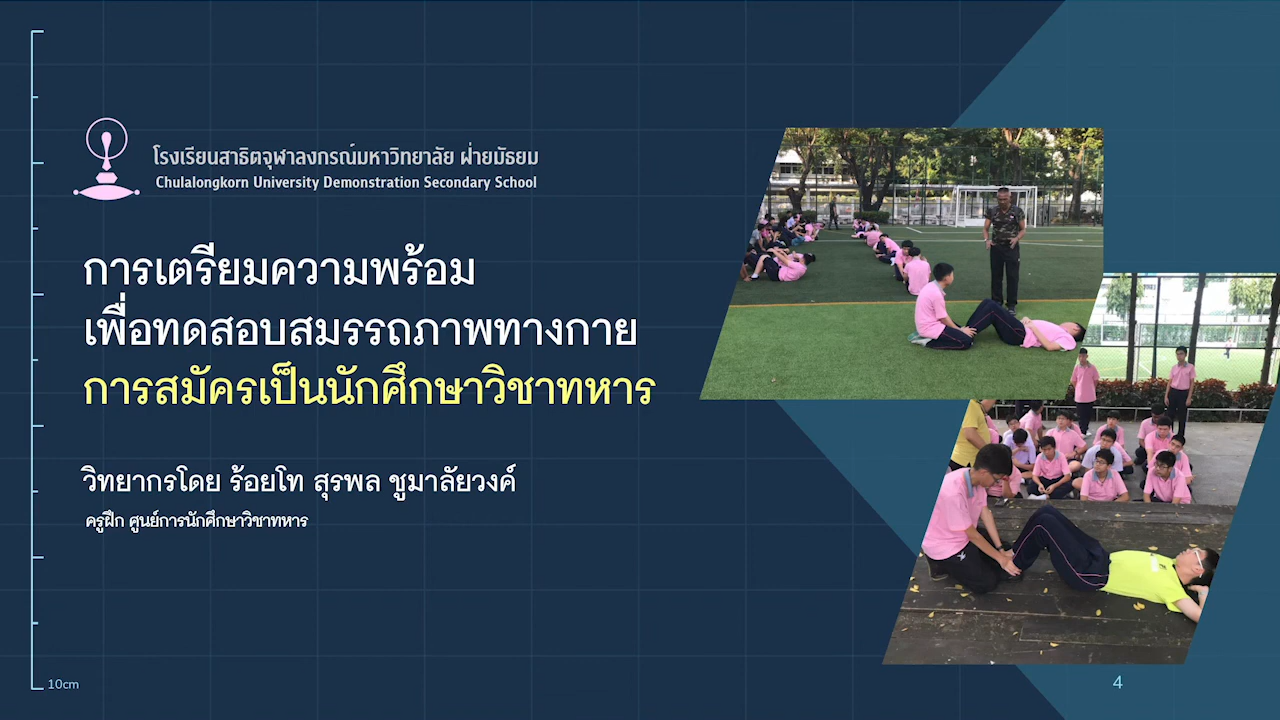 โรงเรียนสาธิตจุฬาลงกรณ์มหาวิทยาลัย ฝ่ายมัธยม
Chulalongkorn University Demonstration Secondary School
การเตรียมความพร้อม
เพื่อทดสอบสมรรถภาพทางกาย
การสมัครเป็นนักศึกษาวิชาทหาร
วิทยากรโดย ร้อยโท สุรพล ชูมาลัยวงค์
ครูฝึก ศูนย์การนักศึกษาวิชาทหาร
10cm
4